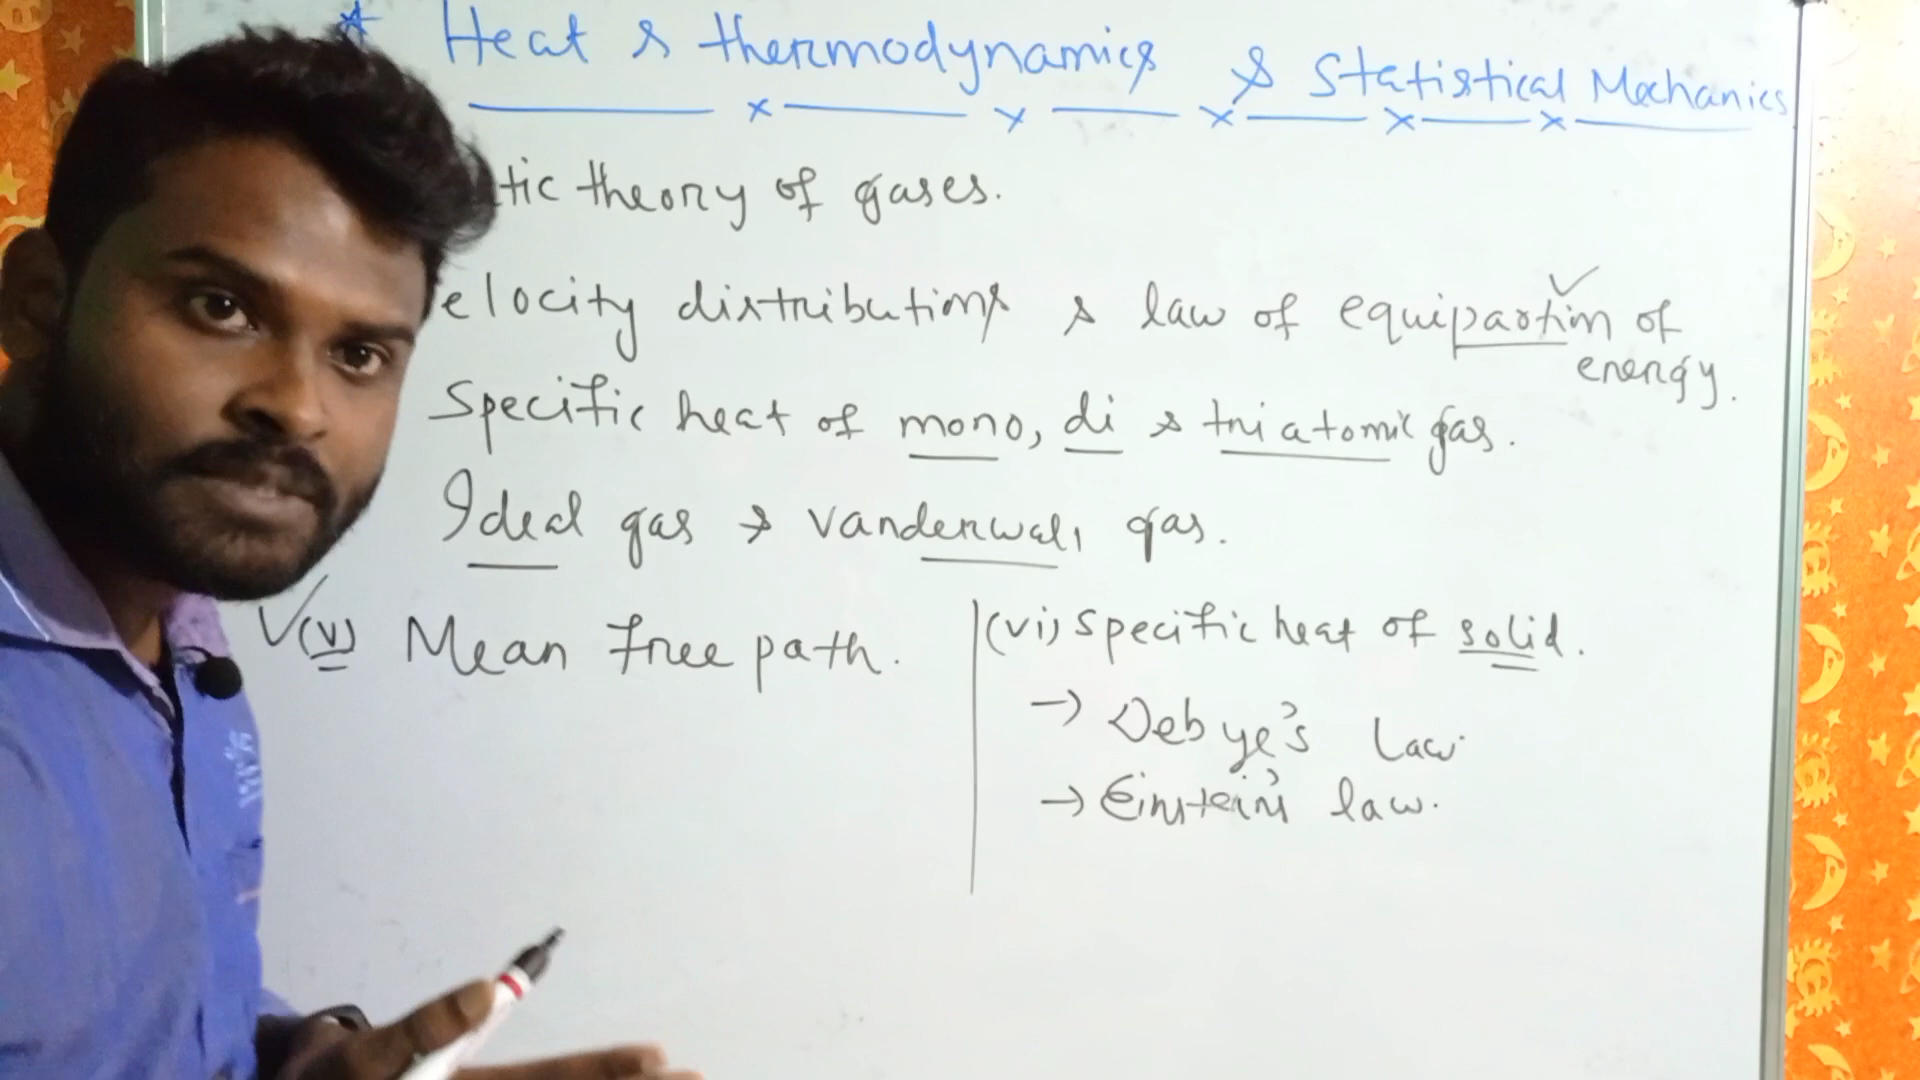 Heat & thermodynamics & Statistical Mechanics
tic theory of gases.
elocity distributions & law of equipartion of
energy.
Specific heat of mono, di & tri atomic gas.
Ideal gas & vanderwal, gas.
(v) Mean free path.
(vi) Specific heat of solid.
→ Debye's Law
→ Einstein's law.